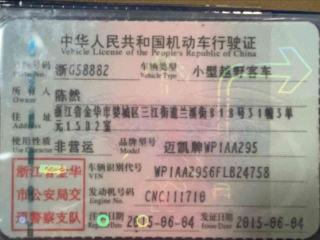 中华人民共和国机动车行驶证
Vehicle License of the People's Republic of China
号牌号码 Plate No. 浙G58882 车辆类型 Vehicle Type 小型越野客车
所有人 Owner 陈然
住址 Address 浙江省金华市婺城区三江街道兰溪街818号31幢3单
元1502室
使用性质 Use Character 非营运 品牌型号 Model 迈凯牌WP1AA295
浙江省金华
市公安局交
通警察支队
车辆识别代号 VIN WP1AA2956FLB24758
发动机号码 Engine No. CNC111710
注册日期 Register Date 2015-06-04 发证日期 Issue Date 2015-06-04